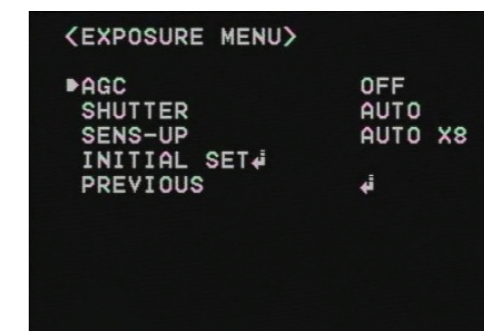 <EXPOSURE MENU>
AGC OFF
SHUTTER AUTO
SENS-UP AUTO X8
INITIAL SET↲
PREVIOUS ↲